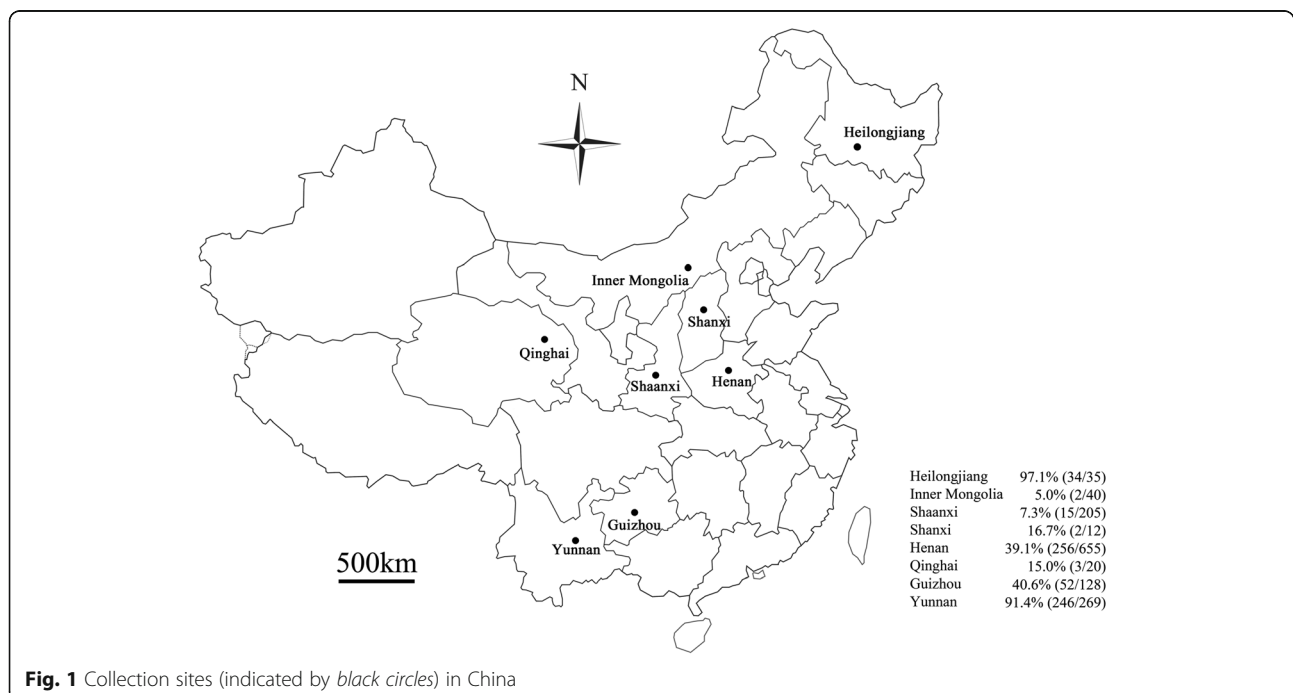 N
Heilongjiang
Inner Mongolia
Shanxi
Qinghai
Shaanxi
Henan
Guizhou
Yunnan
500km
Heilongjiang 97.1% (34/35)
Inner Mongolia 5.0% (2/40)
Shaanxi 7.3% (15/205)
Shanxi 16.7% (2/12)
Henan 39.1% (256/655)
Qinghai 15.0% (3/20)
Guizhou 40.6% (52/128)
Yunnan 91.4% (246/269)
Fig. 1 Collection sites (indicated by black circles) in China